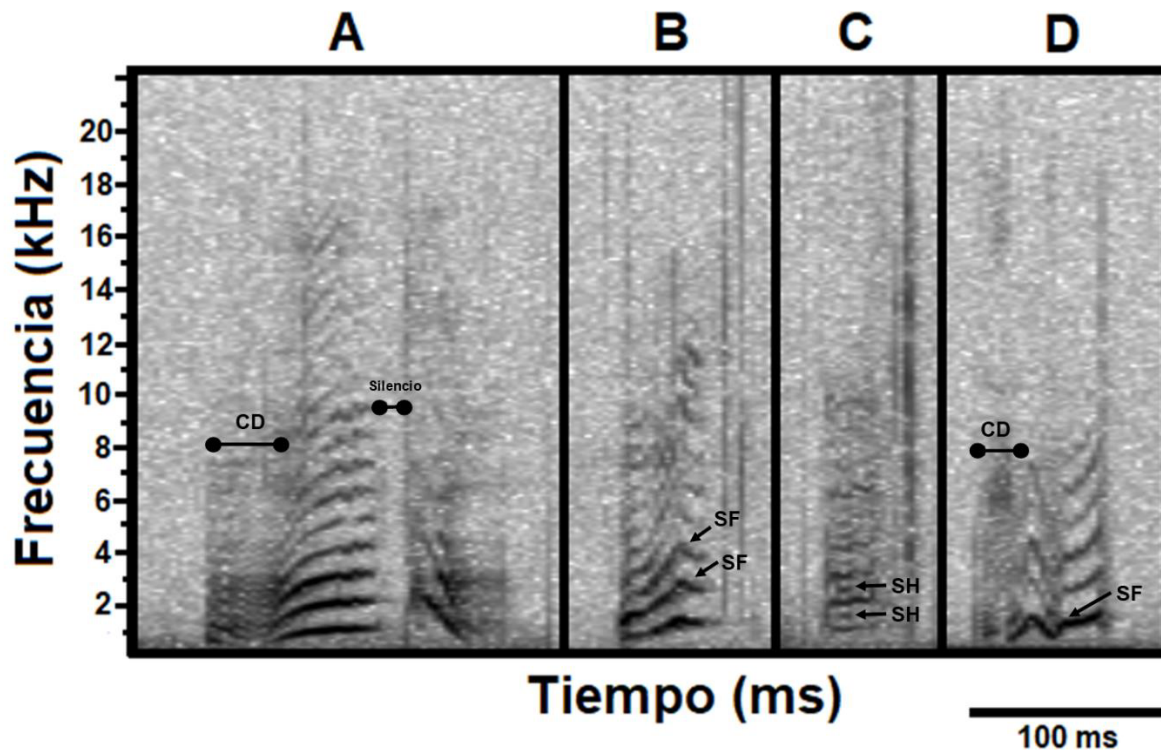 A B C D
Frecuencia (kHz)
20
18
16
14
12
10
8
6
4
2
CD
Silencio
SF
SF
SH
SH
CD
SF
Tiempo (ms)
100 ms